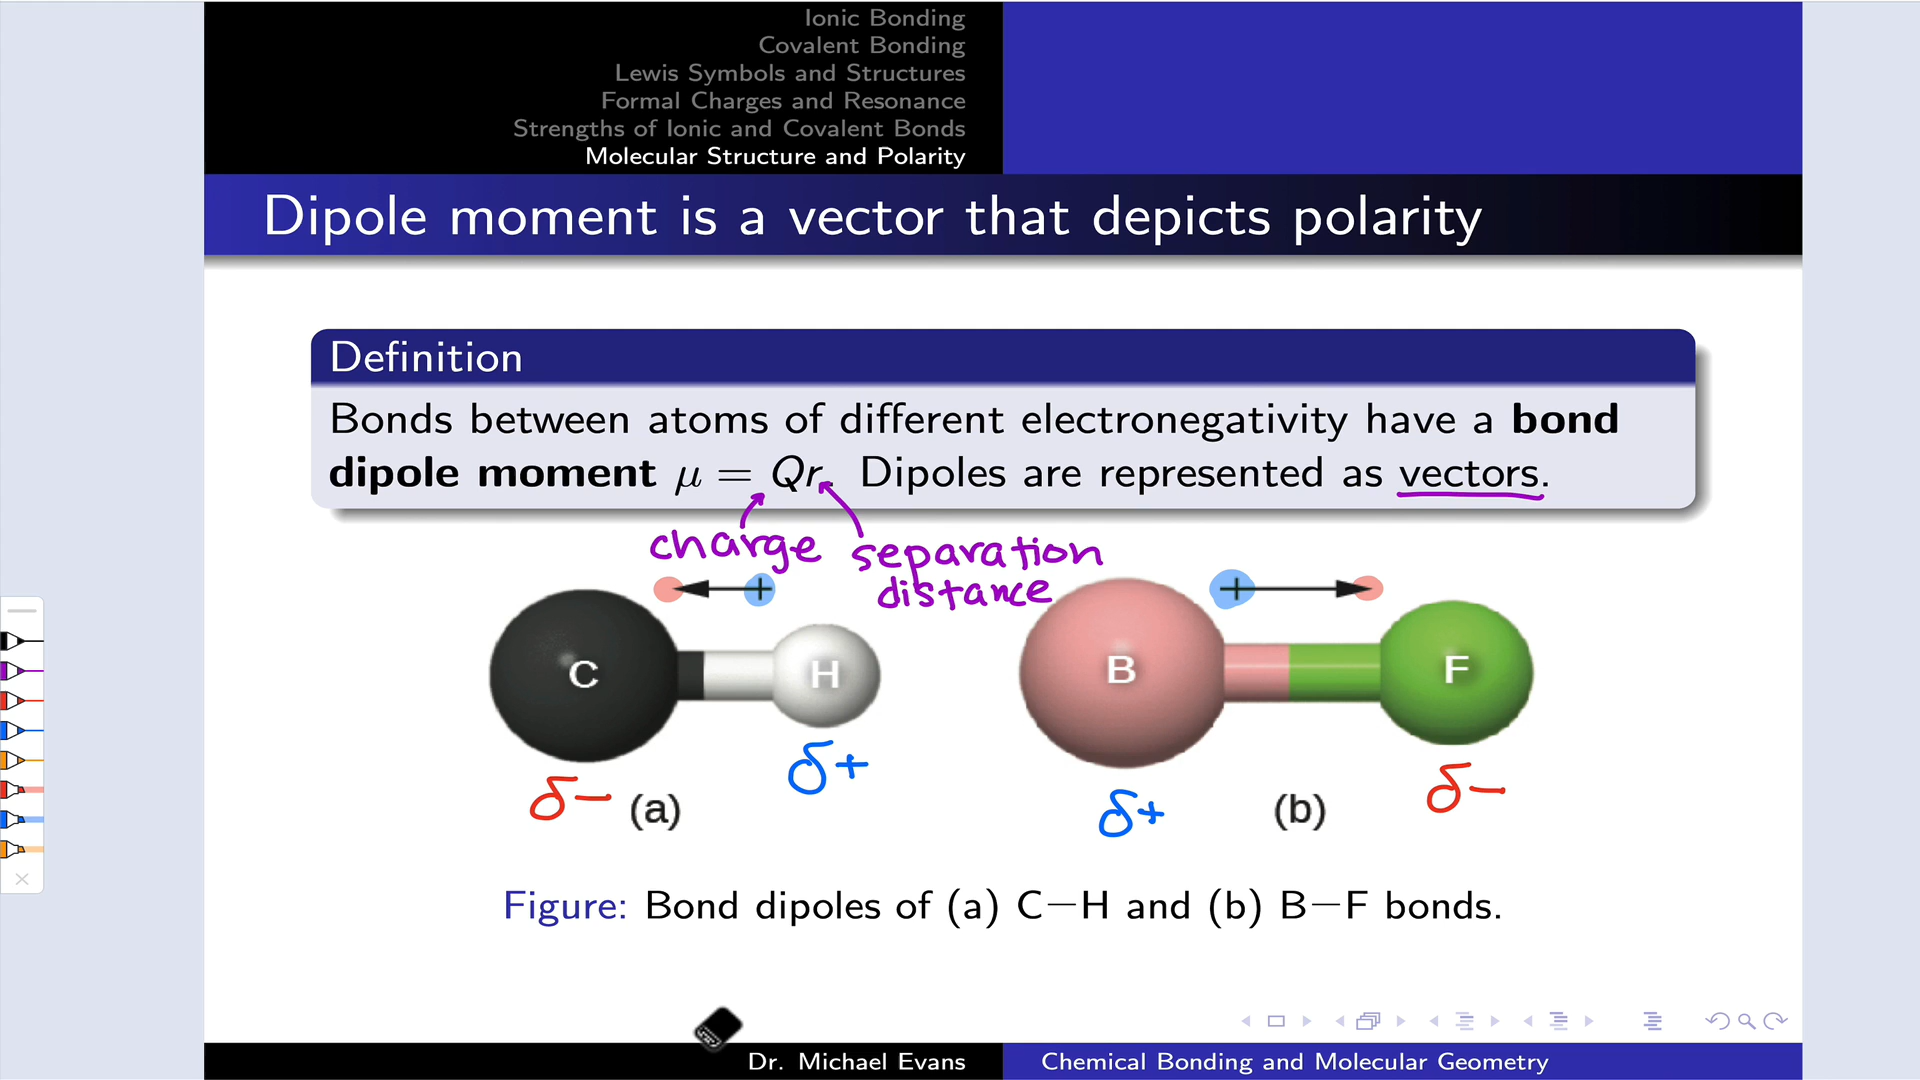 Ionic Bonding
Covalent Bonding
Lewis Symbols and Structures
Formal Charges and Resonance
Strengths of Ionic and Covalent Bonds
Molecular Structure and Polarity
Dipole moment is a vector that depicts polarity
Definition
Bonds between atoms of different electronegativity have a bond
dipole moment μ = Qr. Dipoles are represented as vectors.
charge
separation
distance
+
+
C
H
B
F
δ−
δ+
δ+
δ−
(a)
(b)
Figure: Bond dipoles of (a) C−H and (b) B−F bonds.
Dr. Michael Evans
Chemical Bonding and Molecular Geometry